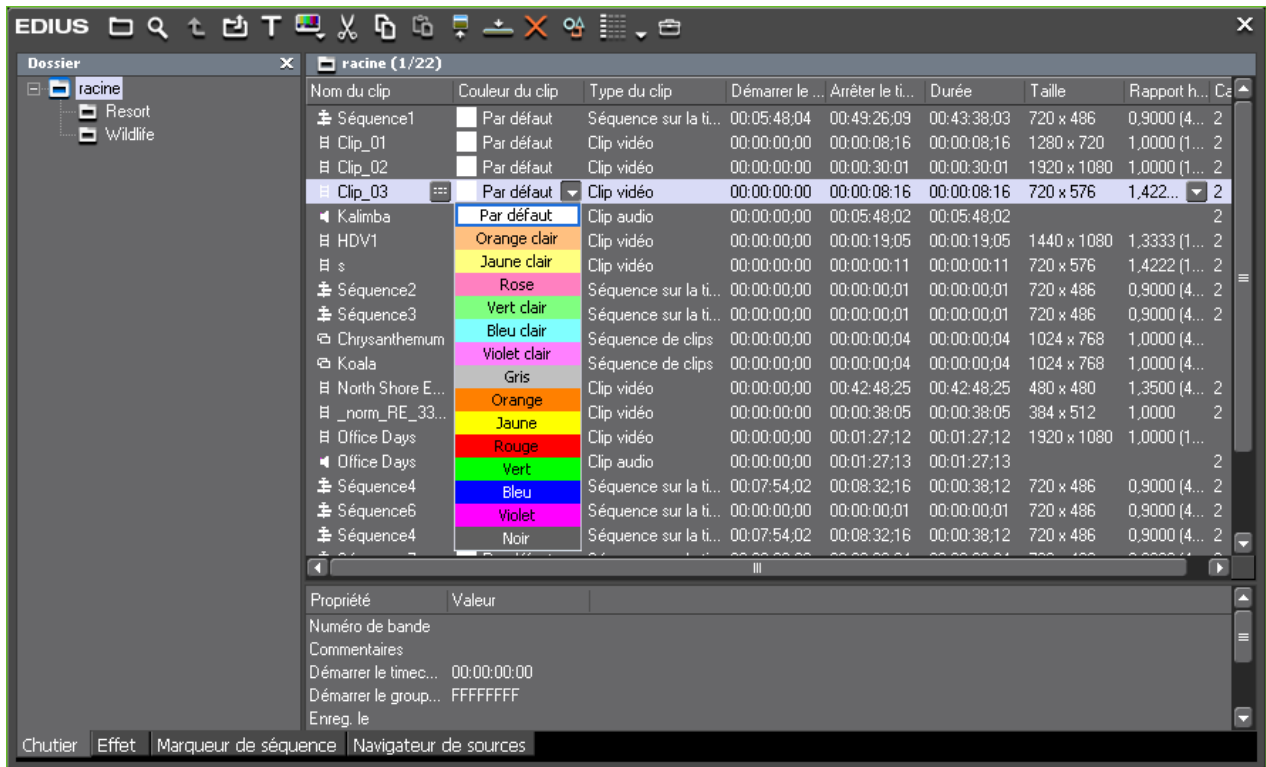 EDIUS
Dossier
racine
Resort
Wildlife
racine (1/22)
Nom du clip Couleur du clip Type du clip Démarrer le ... Arrêter le ti... Durée Taille Rapport h... Ca
Séquence1 Par défaut Séquence sur la ti... 00:05:48;04 00:49:26;09 00:43:38;03 720 x 486 0,9000 (4... 2
Clip_01 Par défaut Clip vidéo 00:00:00;00 00:00:08;16 00:00:08;16 1280 x 720 1,0000 (1... 2
Clip_02 Par défaut Clip vidéo 00:00:00;00 00:00:30:01 00:00:30:01 1920 x 1080 1,0000 (1... 2
Clip_03 Par défaut Clip vidéo 00:00:00:00 00:00:08:16 00:00:08:16 720 x 576 1,422... 2
Kalimba Clip audio 00:00:00;00 00:05:48;02 00:05:48;02 2
HDV1 Clip vidéo 00:00:00;00 00:00:19;05 00:00:19;05 1440 x 1080 1,3333 (1... 2
s Clip vidéo 00:00:00:00 00:00:00:11 00:00:00:11 720 x 576 1,4222 (1... 2
Séquence2 Séquence sur la ti... 00:00:00;00 00:00:00;01 00:00:00;01 720 x 486 0,9000 (4... 2
Séquence3 Séquence sur la ti... 00:00:00;00 00:00:00;01 00:00:00;01 720 x 486 0,9000 (4... 2
Chrysanthemum Séquence de clips 00:00:00;00 00:00:00;04 00:00:00;04 1024 x 768 1,0000 (4...
Koala Séquence de clips 00:00:00;00 00:00:00;04 00:00:00;04 1024 x 768 1,0000 (4...
North Shore E... Clip vidéo 00:00:00;00 00:42:48;25 00:42:48;25 480 x 480 1,3500 (4... 2
_norm_RE_33... Clip vidéo 00:00:00:00 00:00:38:05 00:00:38:05 384 x 512 1,0000 2
Office Days Clip vidéo 00:00:00;00 00:01:27;12 00:01:27;12 1920 x 1080 1,0000 (1...
Office Days Clip audio 00:00:00;00 00:01:27;13 00:01:27;13 2
Séquence4 Séquence sur la ti... 00:07:54;02 00:08:32;16 00:00:38;12 720 x 486 0,9000 (4... 2
Séquence6 Séquence sur la ti... 00:00:00;00 00:00:00;01 00:00:00;01 720 x 486 0,9000 (4... 2
Séquence4 Séquence sur la ti... 00:07:54;02 00:08:32;16 00:00:38;12 720 x 486 0,9000 (4... 2
Par défaut
Orange clair
Jaune clair
Rose
Vert clair
Bleu clair
Violet clair
Gris
Orange
Jaune
Rouge
Vert
Bleu
Violet
Noir
Propriété Valeur
Numéro de bande
Commentaires
Démarrer le timec... 00:00:00:00
Démarrer le group... FFFFFFFF
Enreg. le
Chutier Effet Marqueur de séquence Navigateur de sources